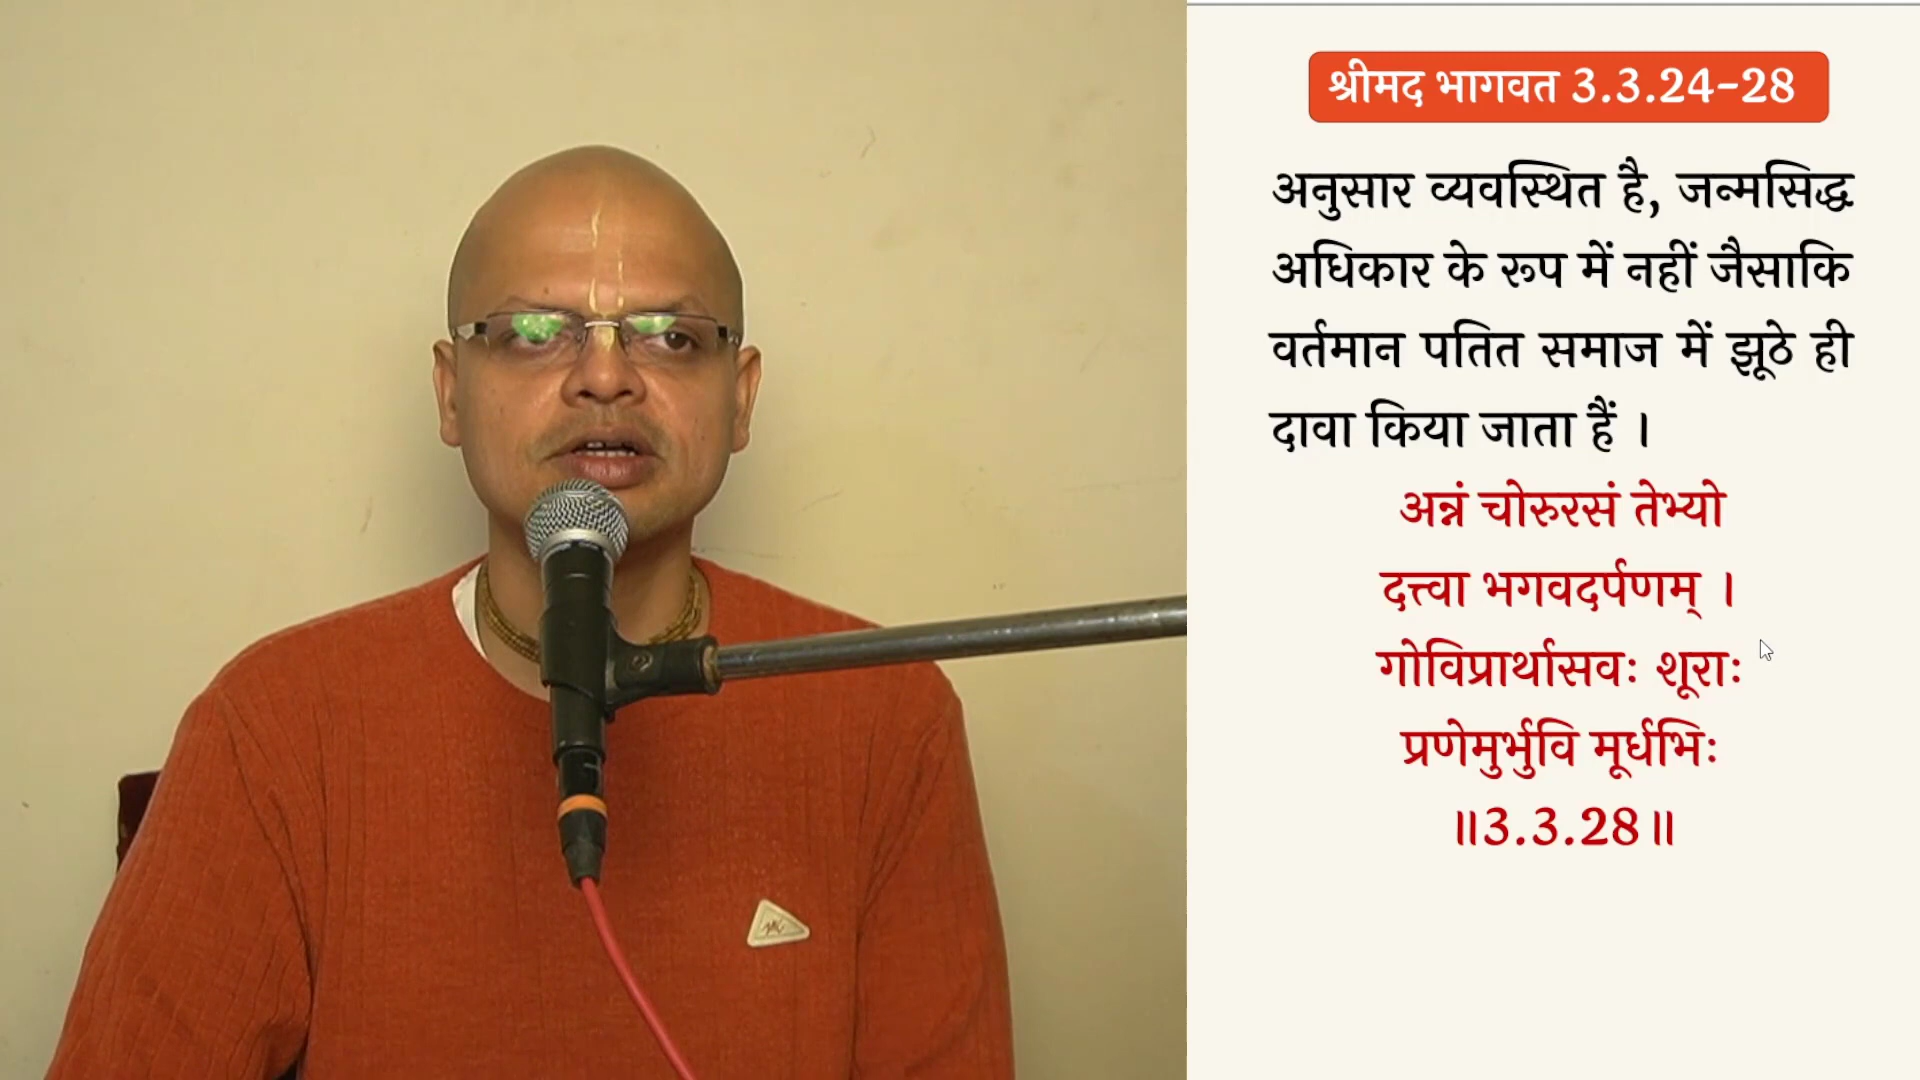 श्रीमद भागवत 3.3.24-28
अनुसार व्यवस्थित है, जन्मसिद्ध
अधिकार के रूप में नहीं जैसाकि
वर्तमान पतित समाज में झूठे ही
दावा किया जाता हैं ।
अन्नं चोरुरसं तेभ्यो
दत्त्वा भगवदर्पणम् ।
गोविप्रार्थासवः शूराः
प्रणेमुर्भुवि मूर्धभिः
॥3.3.28॥